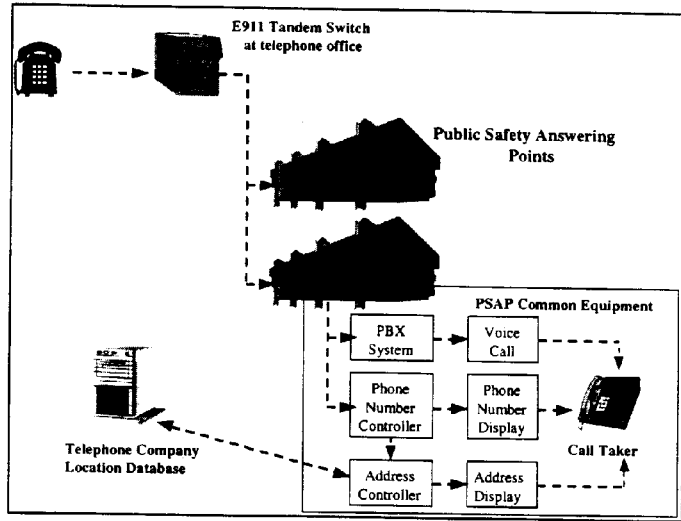 E911 Tandem Switch
at telephone office
Public Safety Answering
Points
PSAP Common Equipment
PBX
System
Voice
Call
Phone
Number
Controller
Phone
Number
Display
Call Taker
Telephone Company
Location Database
Address
Controller
Address
Display